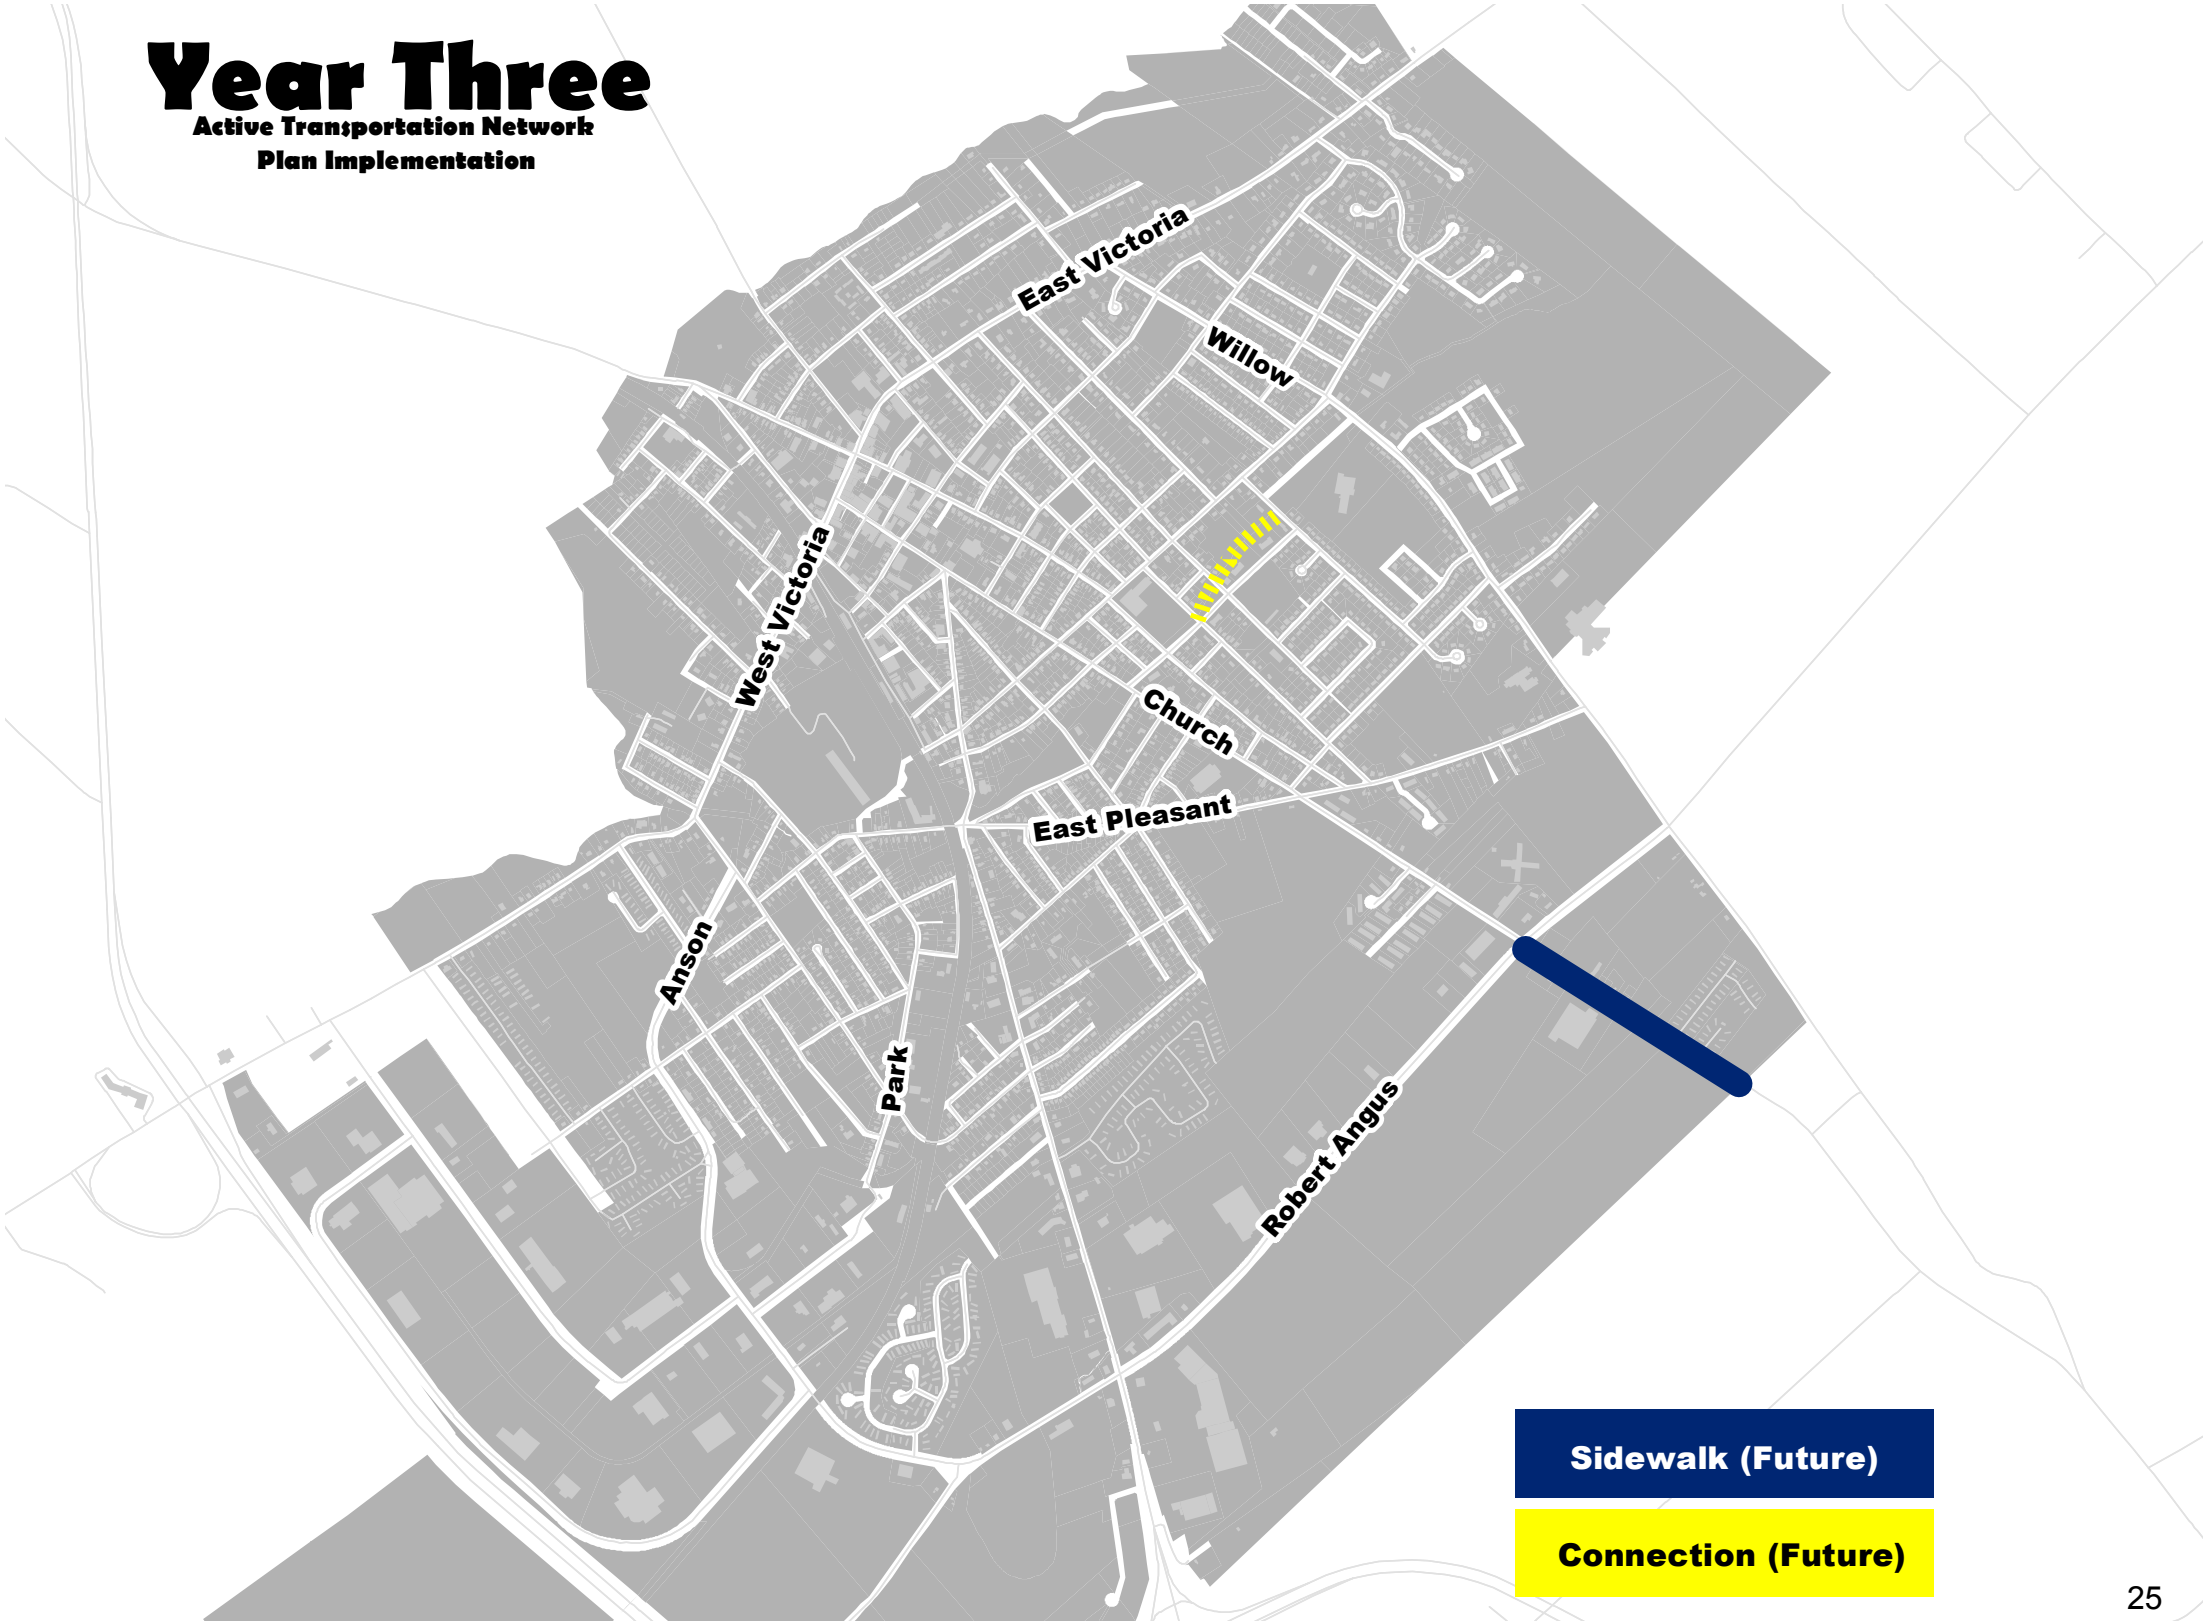 Year Three
Active Transportation Network
Plan Implementation
East Victoria
Willow
West Victoria
Church
East Pleasant
Anson
Park
Robert Angus
Sidewalk (Future)
Connection (Future)
25